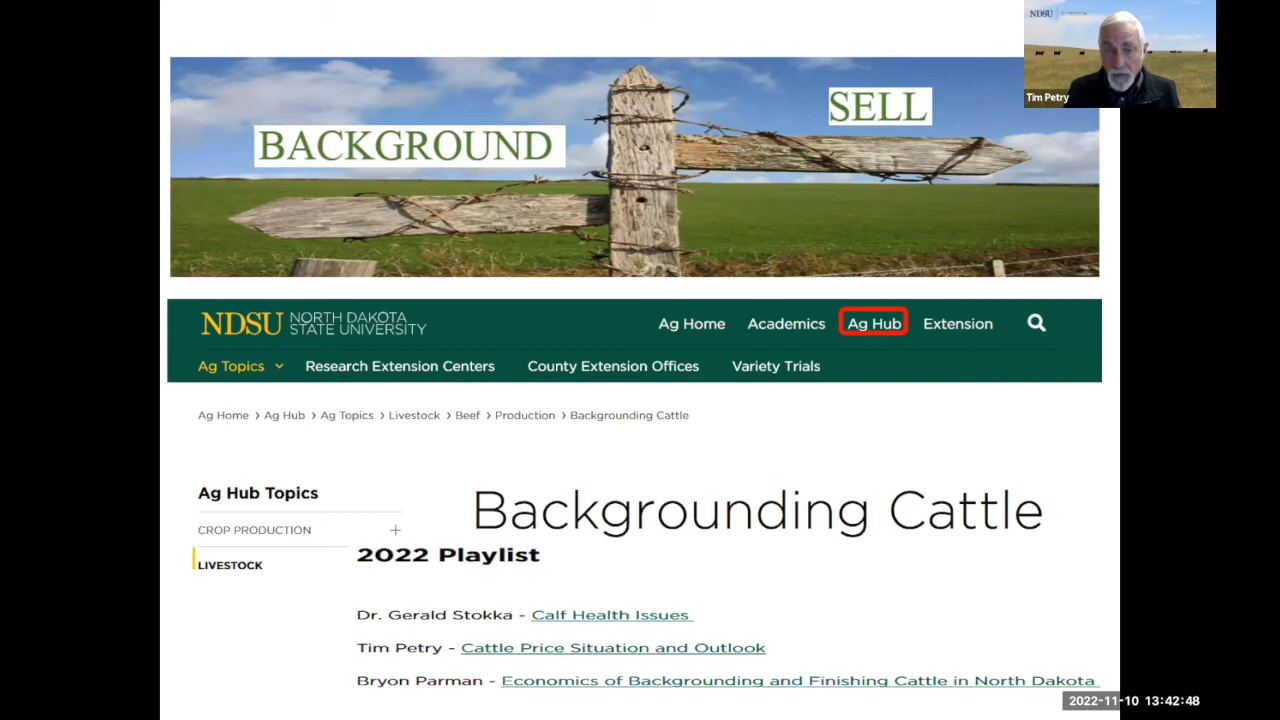 NDSU EXTENSION
Tim Petry
BACKGROUND
SELL
NDSU NORTH DAKOTA
STATE UNIVERSITY
Ag Home Academics Ag Hub Extension
Ag Topics Research Extension Centers County Extension Offices Variety Trials
Ag Home > Ag Hub > Ag Topics > Livestock > Beef > Production > Backgrounding Cattle
Ag Hub Topics
CROP PRODUCTION +
LIVESTOCK
Backgrounding Cattle
2022 Playlist
Dr. Gerald Stokka - Calf Health Issues
Tim Petry - Cattle Price Situation and Outlook
Bryon Parman - Economics of Backgrounding and Finishing Cattle in North Dakota
2022-11-10 13:42:48